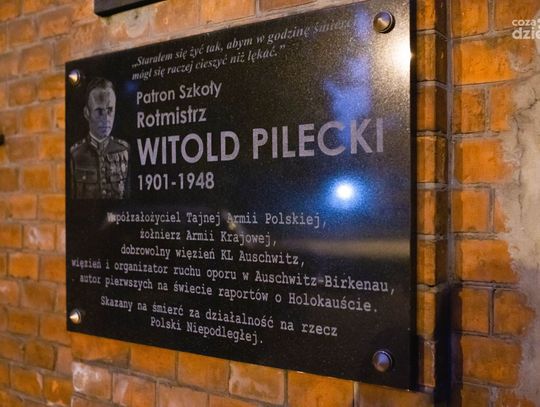 „Starałem się żyć tak, abym w godzinę śmierci
mógł się raczej cieszyć niż lękać.”
Patron Szkoły
Rotmistrz
WITOLD PILECKI
1901-1948
Współzałożyciel Tajnej Armii Polskiej,
żołnierz Armii Krajowej,
dobrowolny więzień KL Auschwitz,
więzień i organizator ruchu oporu w Auschwitz-Birkenau,
autor pierwszych na świecie raportów o Holokauście.
Skazany na śmierć za działalność na rzecz
Polski Niepodległej.